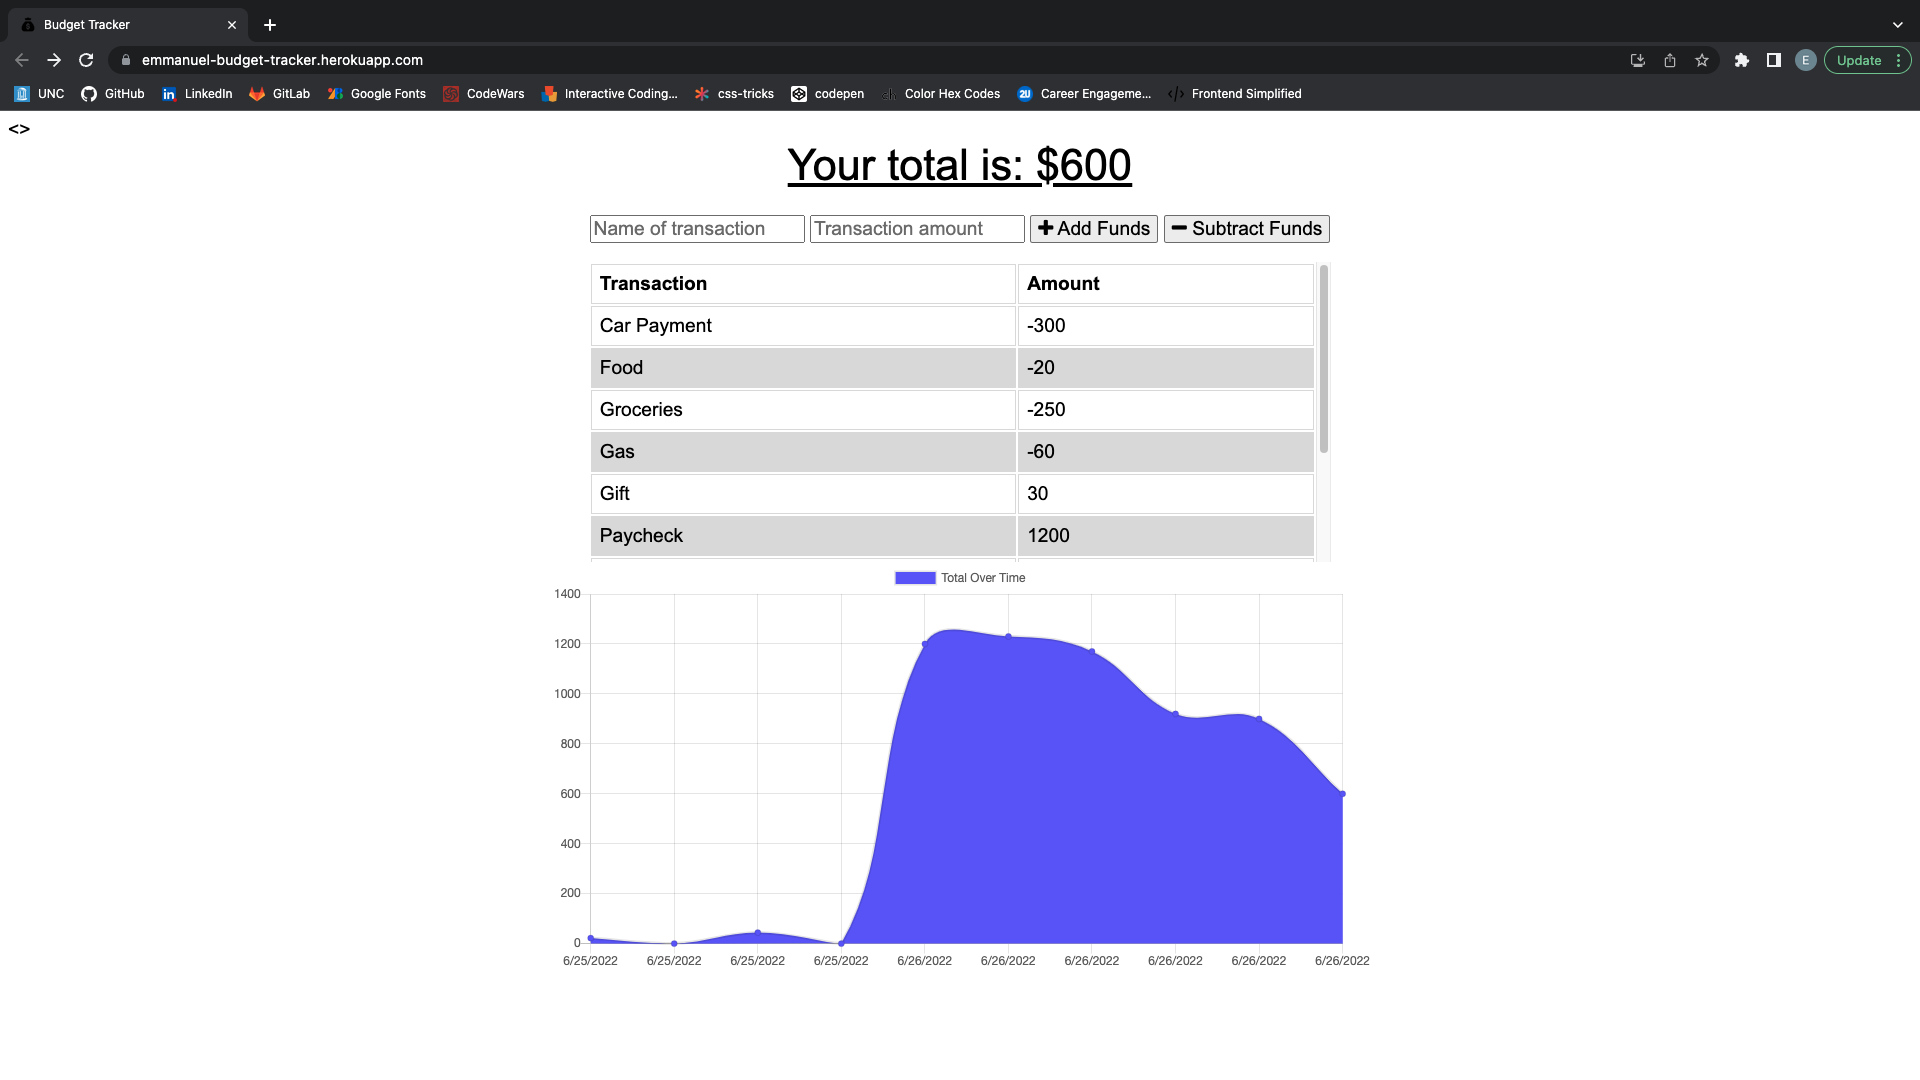 Budget Tracker
emmanuel-budget-tracker.herokuapp.com
E
Update
UNC GitHub LinkedIn GitLab Google Fonts CodeWars Interactive Coding... css-tricks codepen Color Hex Codes Career Engageme... Frontend Simplified
<>
Your total is: $600
Name of transaction Transaction amount Add Funds Subtract Funds
Transaction Amount
Car Payment -300
Food -20
Groceries -250
Gas -60
Gift 30
Paycheck 1200
Total Over Time
1400
1200
1000
800
600
400
200
0
6/25/2022 6/25/2022 6/25/2022 6/25/2022 6/26/2022 6/26/2022 6/26/2022 6/26/2022 6/26/2022 6/26/2022